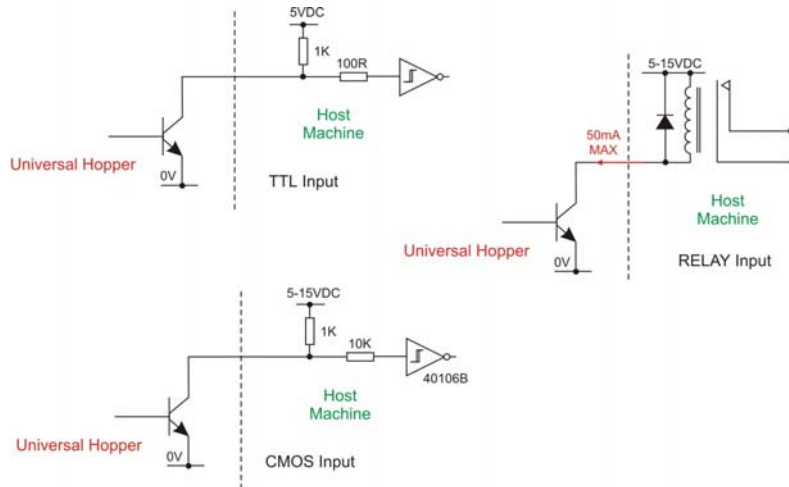 5VDC
1K
100R
Host
Machine
Universal Hopper
0V
TTL Input
5-15VDC
50mA
MAX
Host
Machine
Universal Hopper
0V
RELAY Input
5-15VDC
1K
10K
40106B
Host
Machine
Universal Hopper
0V
CMOS Input